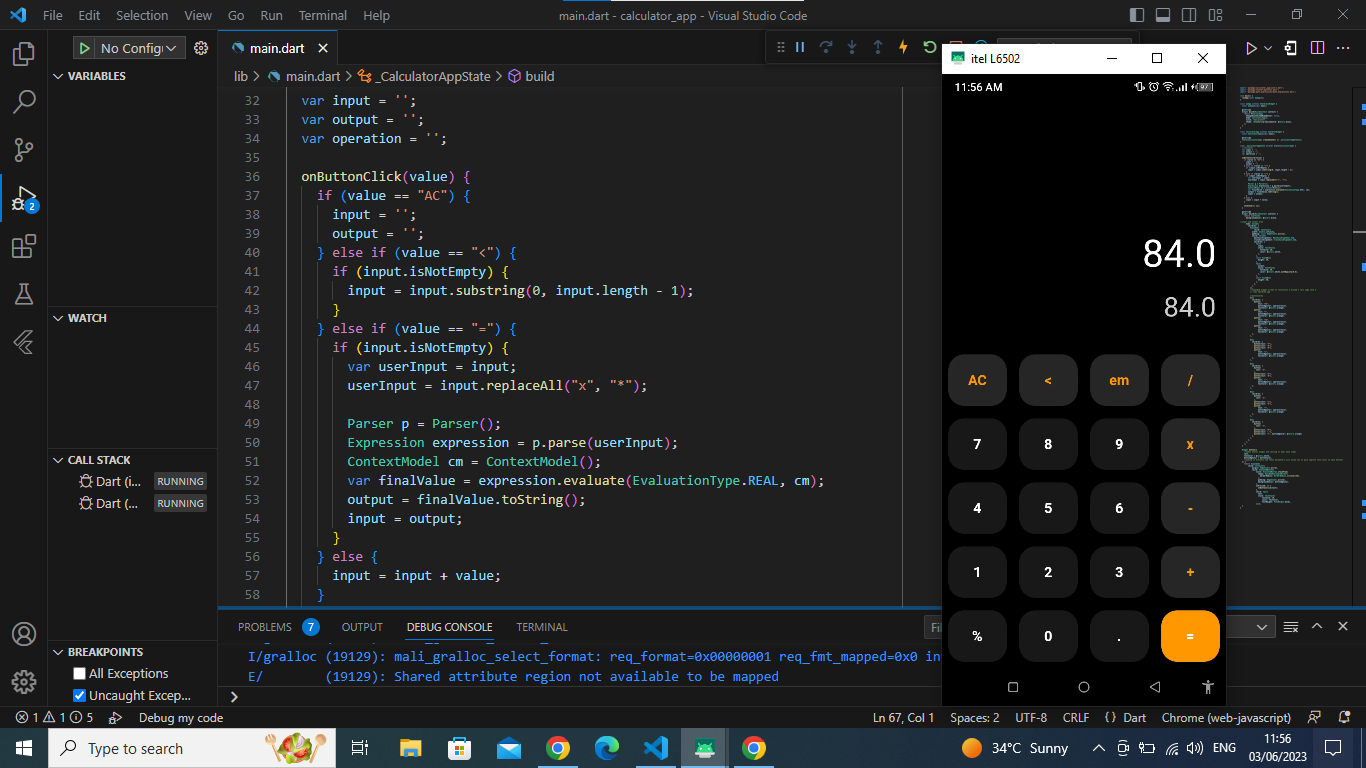 File Edit Selection View Go Run Terminal Help
main.dart - calculator_app - Visual Studio Code
No Config
main.dart
lib > main.dart > _CalculatorAppState > build
VARIABLES
WATCH
CALL STACK
Dart (i... RUNNING
Dart (... RUNNING
BREAKPOINTS
All Exceptions
Uncaught Excep...
2
32 var input = '';
33 var output = '';
34 var operation = '';
35
36 onButtonClick(value) {
37 if (value == "AC") {
38 input = '';
39 output = '';
40 } else if (value == "<") {
41 if (input.isNotEmpty) {
42 input = input.substring(0, input.length - 1);
43 }
44 } else if (value == "=") {
45 if (input.isNotEmpty) {
46 var userInput = input;
47 userInput = input.replaceAll("x", "*");
48
49 Parser p = Parser();
50 Expression expression = p.parse(userInput);
51 ContextModel cm = ContextModel();
52 var finalValue = expression.evaluate(EvaluationType.REAL, cm);
53 output = finalValue.toString();
54 input = output;
55 }
56 } else {
57 input = input + value;
58 }
PROBLEMS 7 OUTPUT DEBUG CONSOLE TERMINAL
I/gralloc (19129): mali_gralloc_select_format: req_format=0x00000001 req_fmt_mapped=0x0 in
E/ (19129): Shared attribute region not available to be mapped
itel L6502
11:56 AM
97
84.0
84.0
AC < em /
7 8 9 x
4 5 6 -
1 2 3 +
% 0 . =
1 1 5 Debug my code
Ln 67, Col 1 Spaces: 2 UTF-8 CRLF {} Dart Chrome (web-javascript)
Type to search
34°C Sunny
ENG
11:56
03/06/2023